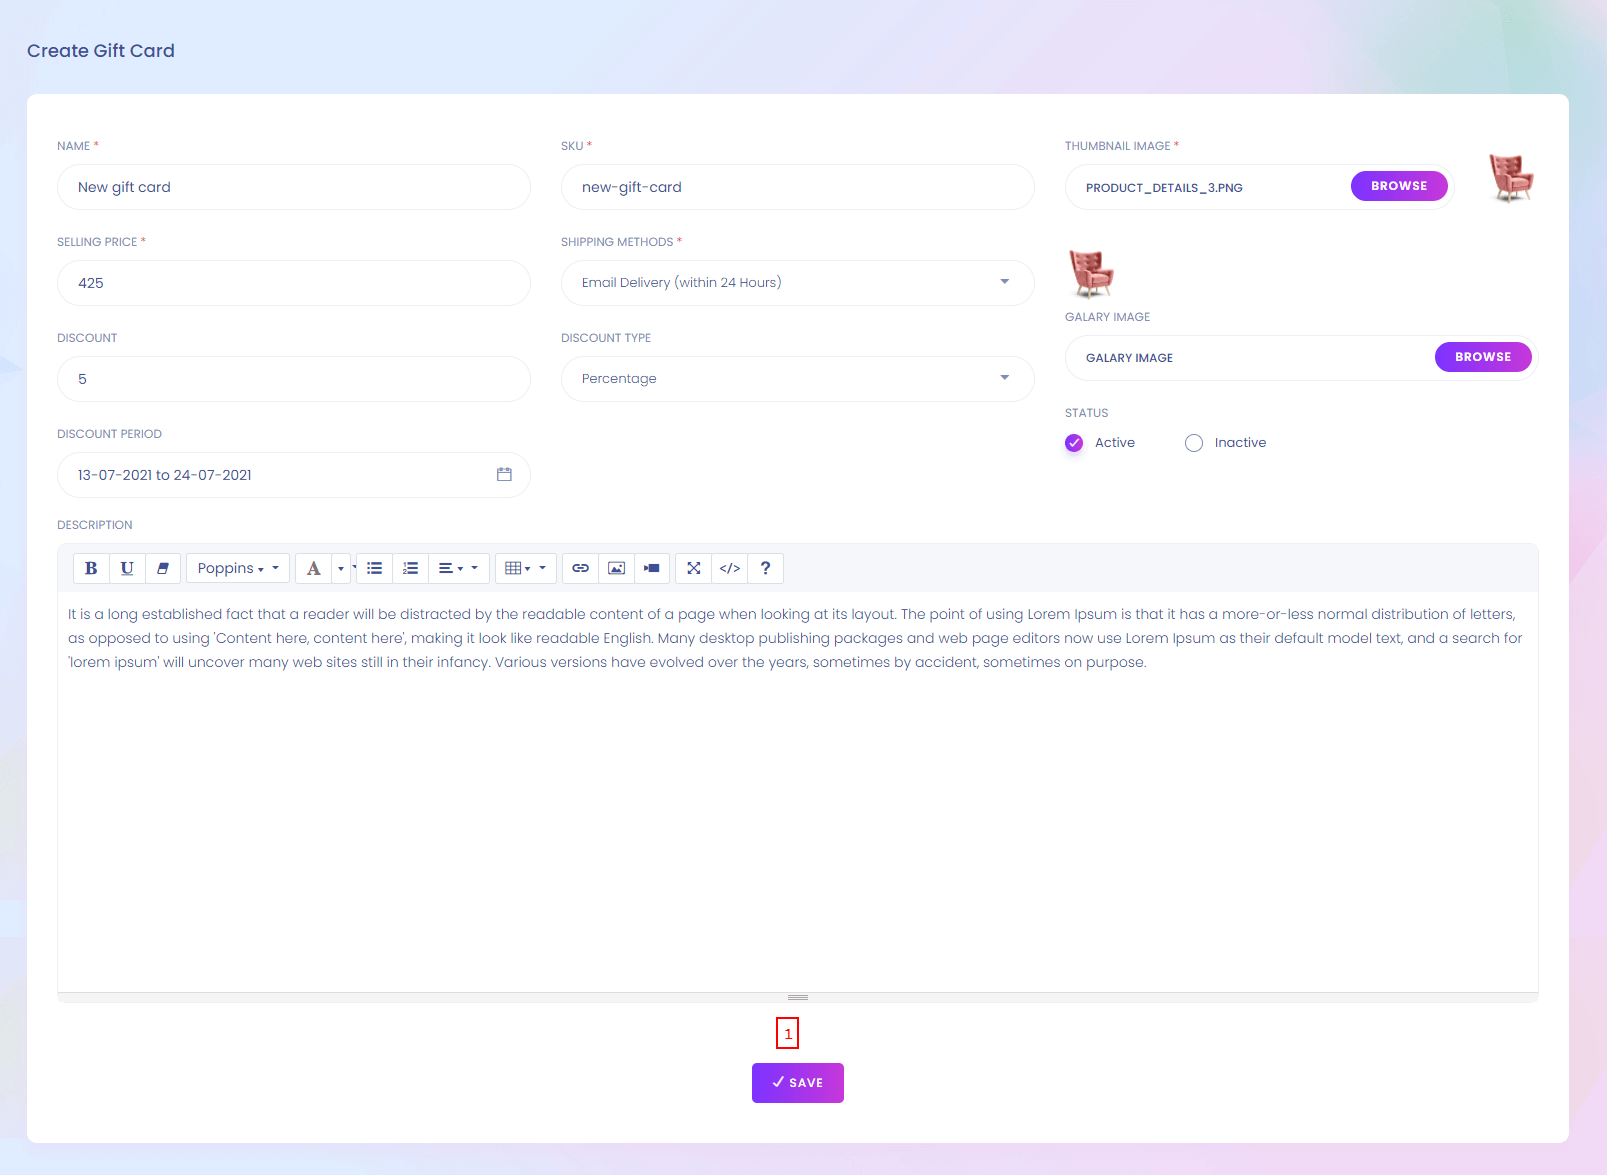 Create Gift Card
NAME *
New gift card
SKU *
new-gift-card
THUMBNAIL IMAGE *
PRODUCT_DETAILS_3.PNG
BROWSE
SELLING PRICE *
425
SHIPPING METHODS *
Email Delivery (within 24 Hours)
GALARY IMAGE
GALARY IMAGE
BROWSE
DISCOUNT
5
DISCOUNT TYPE
Percentage
STATUS
Active
Inactive
DISCOUNT PERIOD
13-07-2021 to 24-07-2021
DESCRIPTION
B U Poppins A </> ?
It is a long established fact that a reader will be distracted by the readable content of a page when looking at its layout. The point of using Lorem Ipsum is that it has a more-or-less normal distribution of letters,
as opposed to using 'Content here, content here', making it look like readable English. Many desktop publishing packages and web page editors now use Lorem Ipsum as their default model text, and a search for
'lorem ipsum' will uncover many web sites still in their infancy. Various versions have evolved over the years, sometimes by accident, sometimes on purpose.
1
SAVE